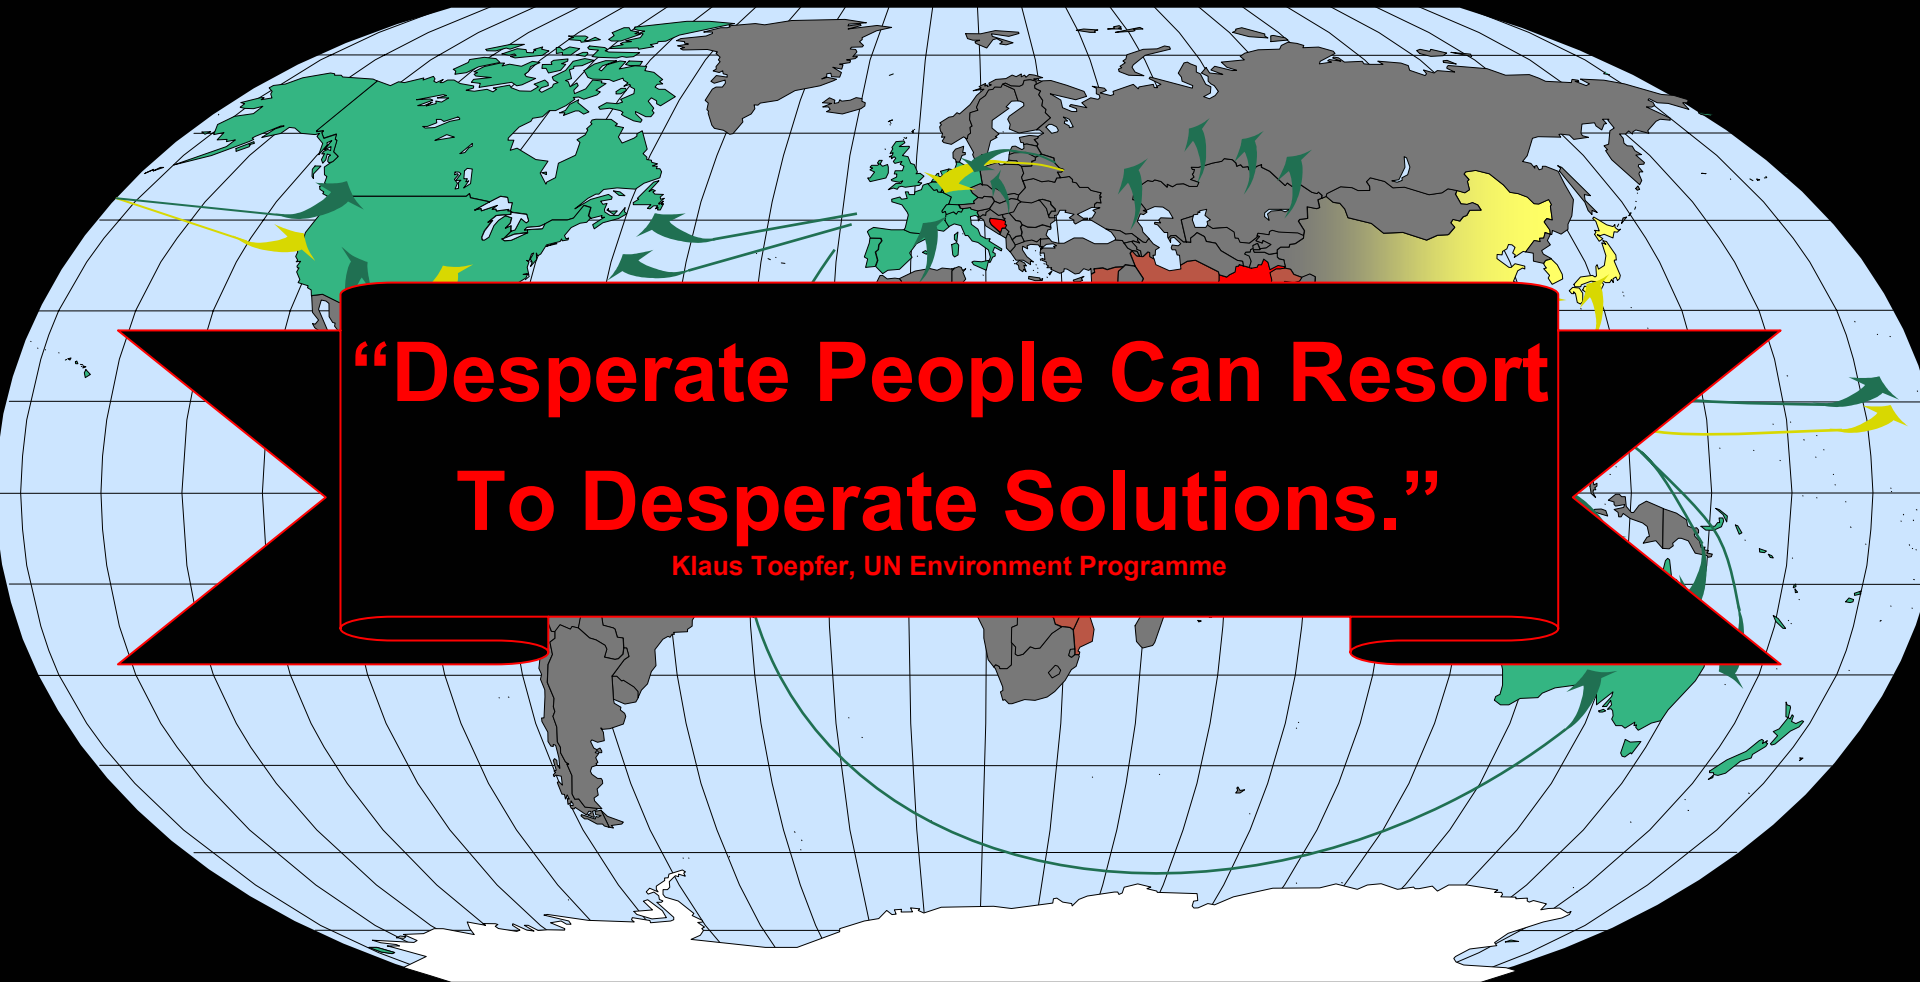 “Desperate People Can Resort
To Desperate Solutions.”
Klaus Toepfer, UN Environment Programme